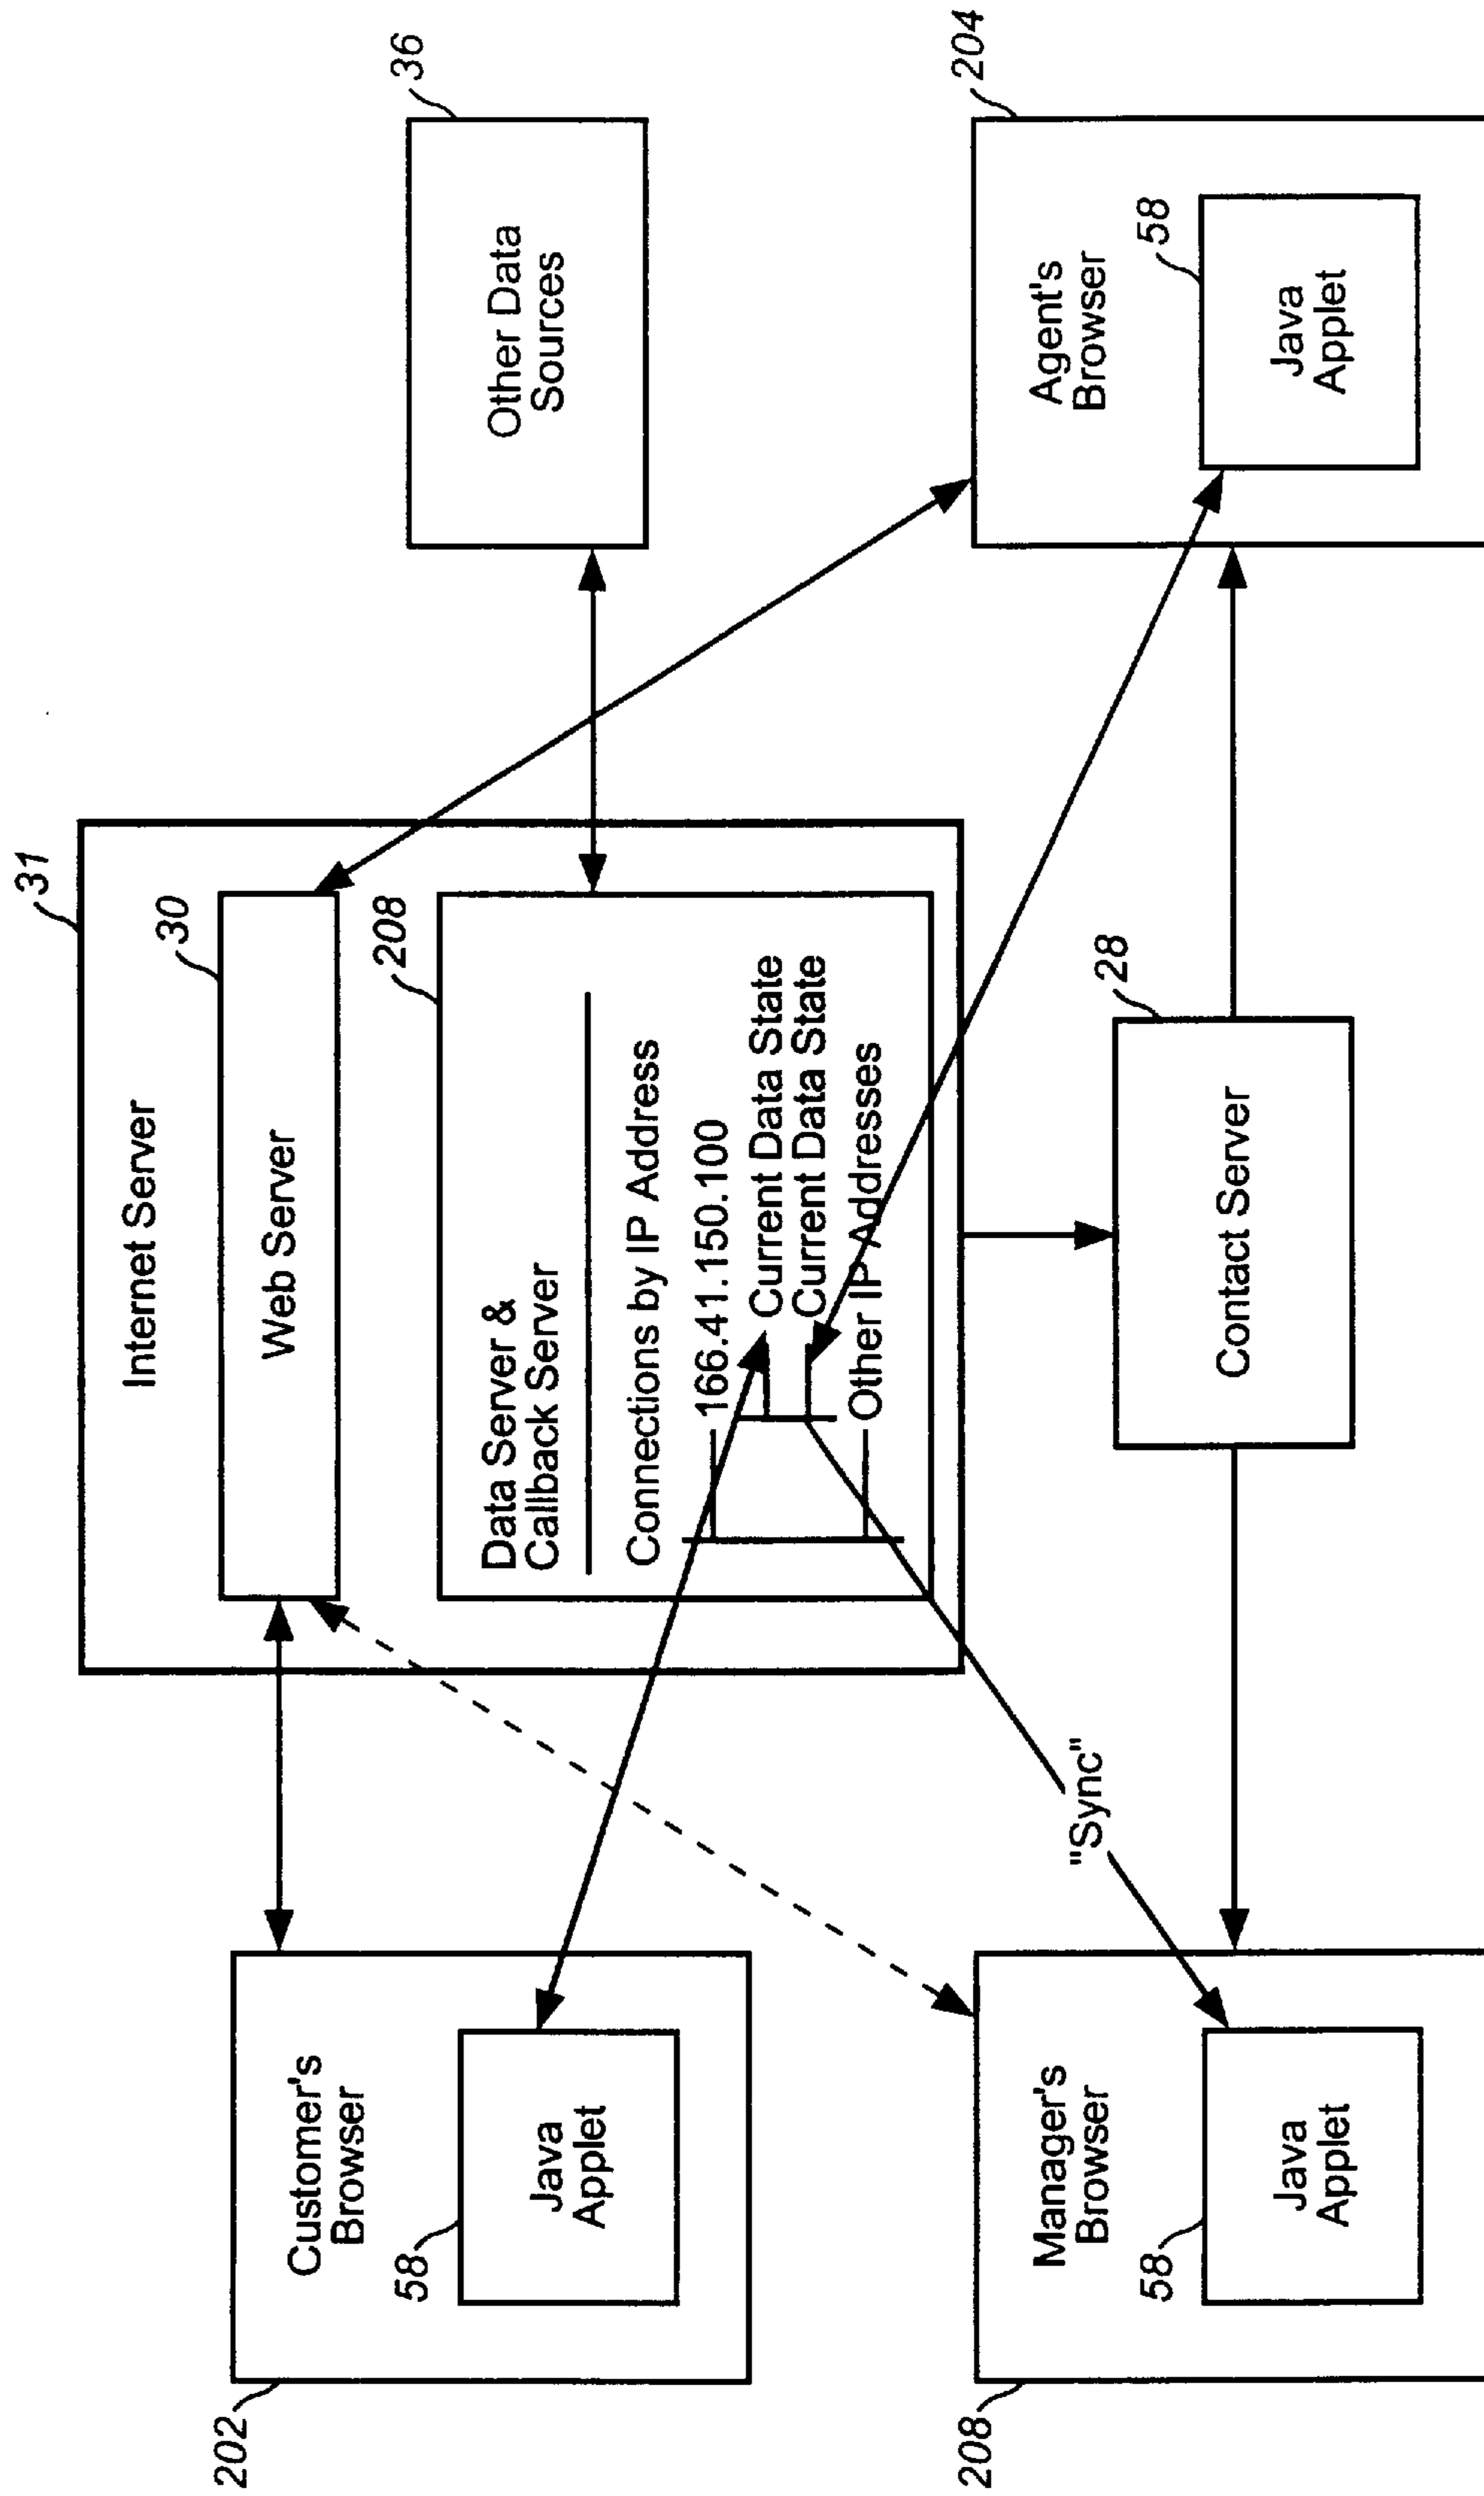 31
Internet Server
30
Web Server
208
Data Server &
Callback Server
Connections by IP Address
166.41.150.100
Current Data State
Current Data State
Other IP Addresses
202
Customer's
Browser
58
Java
Applet
36
Other Data
Sources
208
Manager's
Browser
58
Java
Applet
"Sync"
28
Contact Server
204
Agent's
Browser
58
Java
Applet